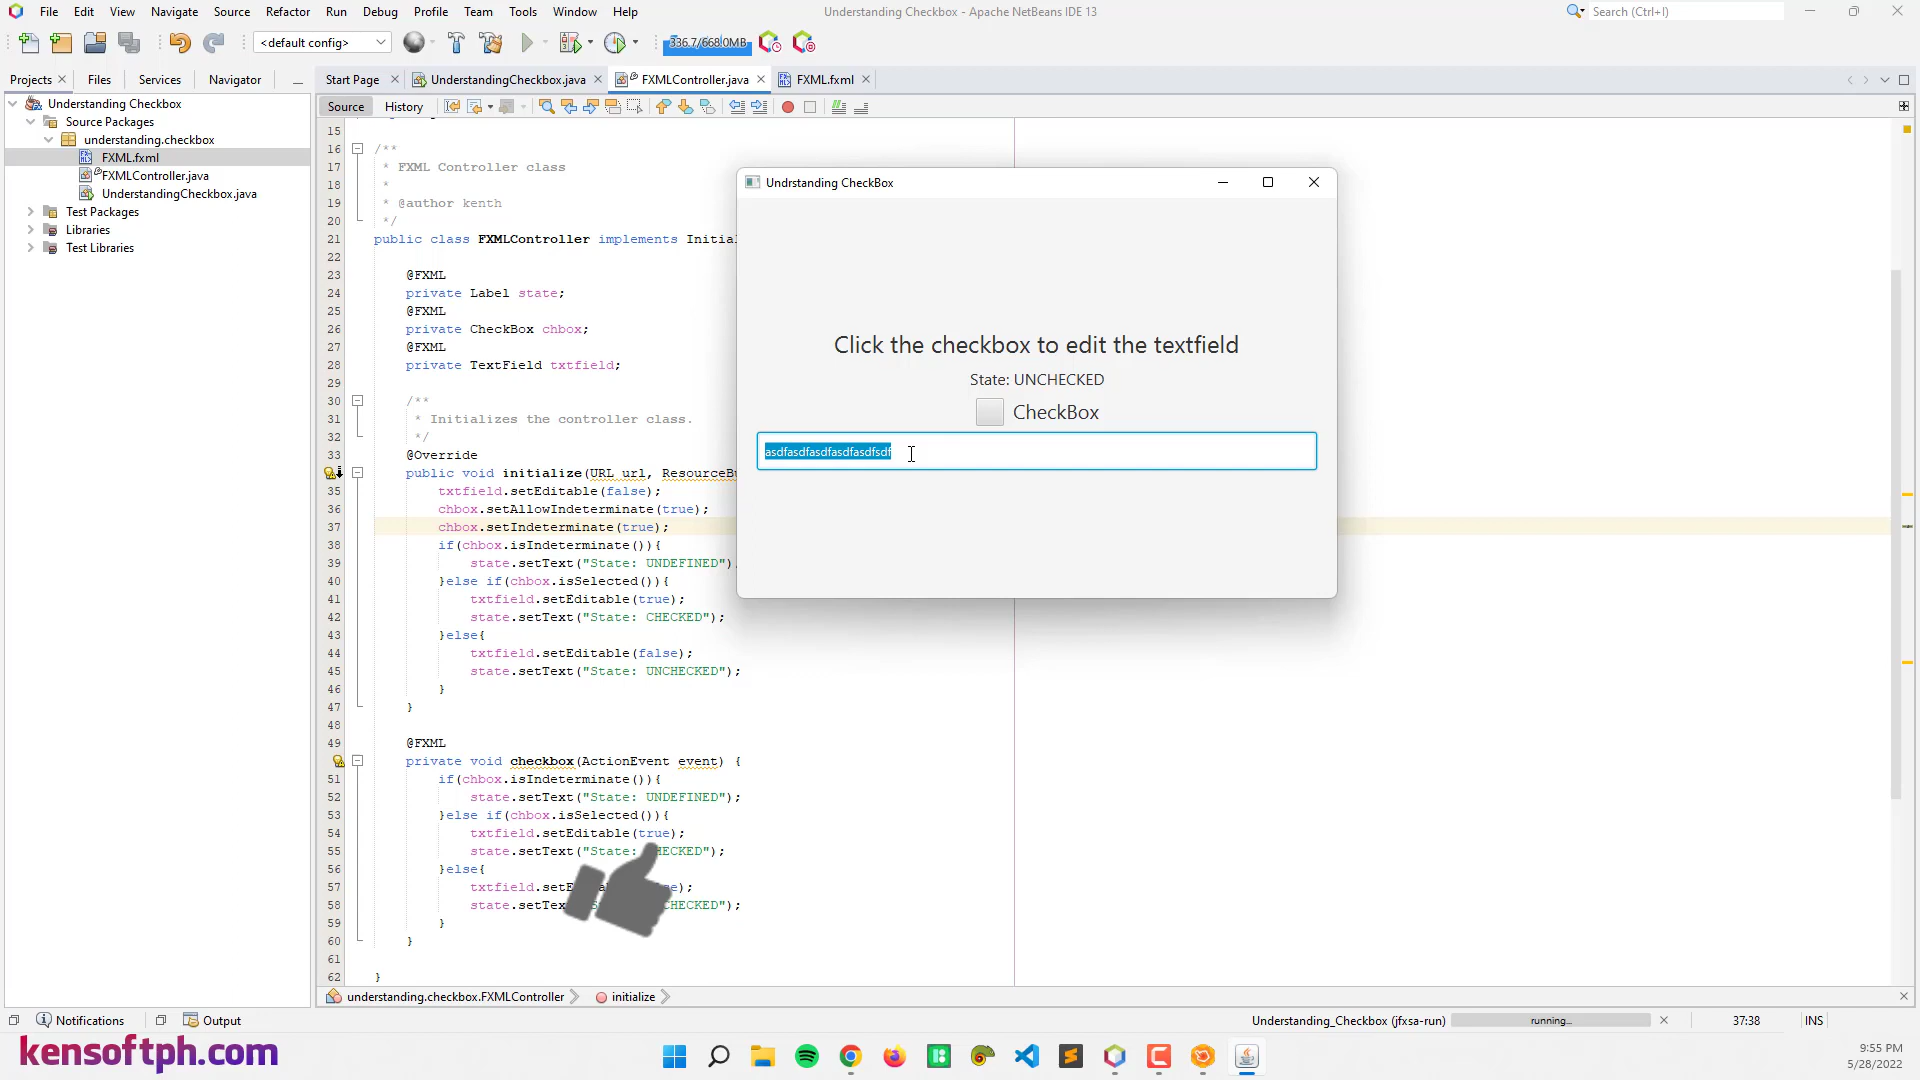 File Edit View Navigate Source Refactor Run Debug Profile Team Tools Window Help
Understanding Checkbox - Apache NetBeans IDE 13
Search (Ctrl+I)
<default config>
336.7/668.0MB
Projects Files Services Navigator
Start Page UnderstandingCheckbox.java FXMLController.java FXML.fxml
Source History
Understanding Checkbox
Source Packages
understanding.checkbox
FXML.fxml
FXMLController.java
UnderstandingCheckbox.java
Test Packages
Libraries
Test Libraries
15
16 /**
17 * FXML Controller class
18 *
19 * @author kenth
20 */
21 public class FXMLController implements Initial
22
23 @FXML
24 private Label state;
25 @FXML
26 private CheckBox chbox;
27 @FXML
28 private TextField txtfield;
29
30 /**
31 * Initializes the controller class.
32 */
33 @Override
public void initialize(URL url, ResourceBu
35 txtfield.setEditable(false);
36 chbox.setAllowIndeterminate(true);
37 chbox.setIndeterminate(true);
38 if(chbox.isIndeterminate()){
39 state.setText("State: UNDEFINED")
40 }else if(chbox.isSelected()){
41 txtfield.setEditable(true);
42 state.setText("State: CHECKED");
43 }else{
44 txtfield.setEditable(false);
45 state.setText("State: UNCHECKED");
46 }
47 }
48
49 @FXML
private void checkbox(ActionEvent event) {
51 if(chbox.isIndeterminate()){
52 state.setText("State: UNDEFINED");
53 }else if(chbox.isSelected()){
54 txtfield.setEditable(true);
55 state.setText("State: HECKED");
56 }else{
57 txtfield.setE e);
58 state.setTex CHECKED");
59 }
60 }
61
62 }
Undrstanding CheckBox
Click the checkbox to edit the textfield
State: UNCHECKED
CheckBox
asdfasdfasdfasdfasdfsdf
understanding.checkbox.FXMLController initialize
Notifications Output
Understanding_Checkbox (jfxsa-run) running... 37:38 INS
kensoftph.com
9:55 PM
5/28/2022